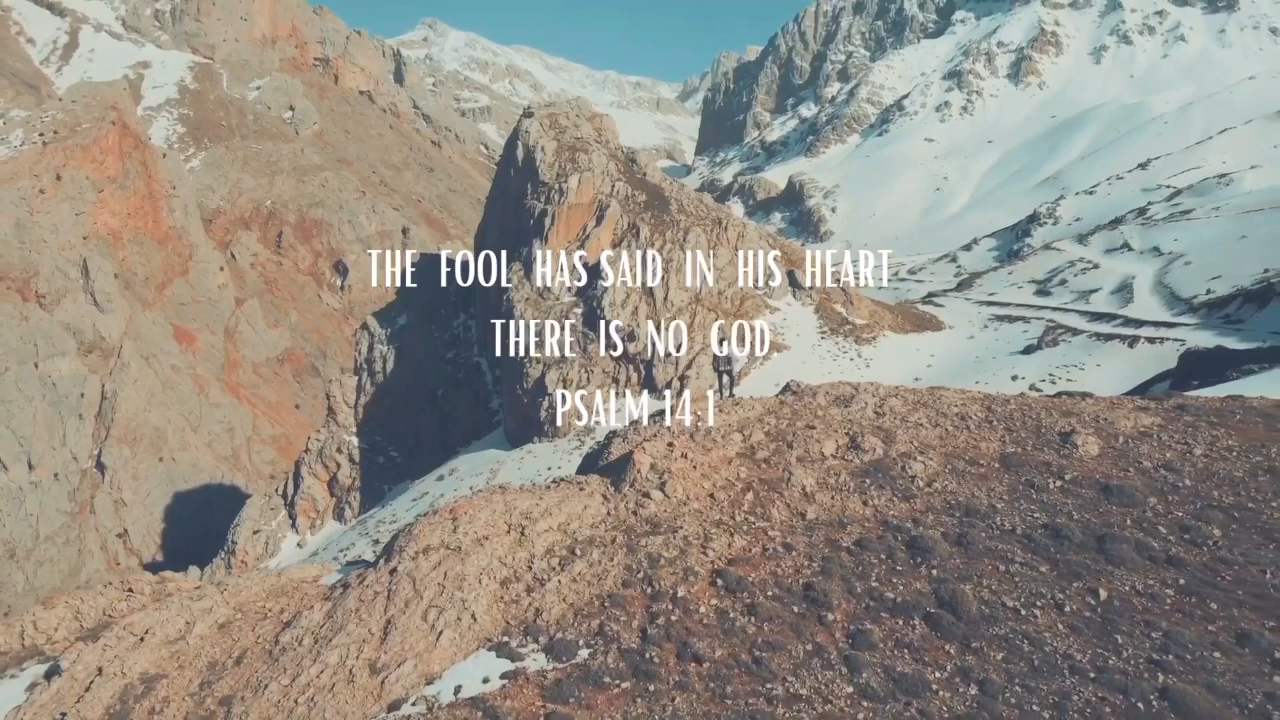 THE FOOL HAS SAID IN HIS HEART
THERE IS NO GOD.
PSALM 14:1